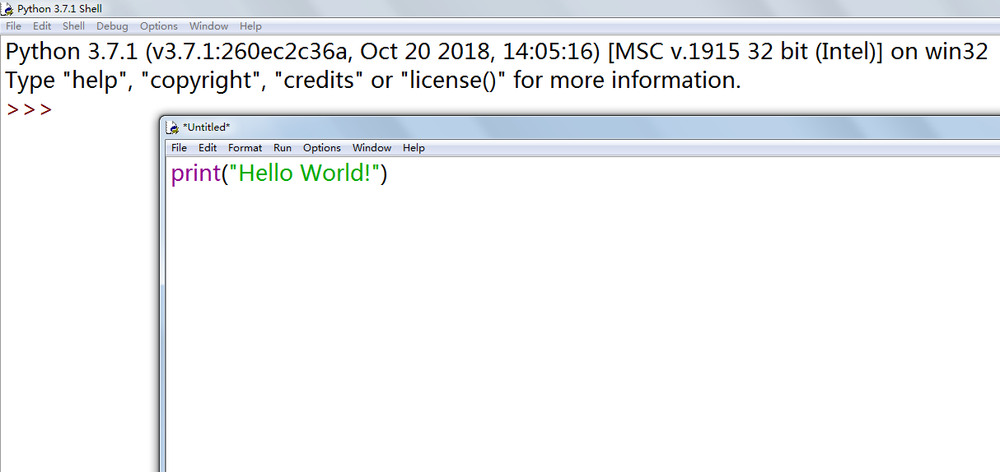 Python 3.7.1 Shell
File Edit Shell Debug Options Window Help
Python 3.7.1 (v3.7.1:260ec2c36a, Oct 20 2018, 14:05:16) [MSC v.1915 32 bit (Intel)] on win32
Type "help", "copyright", "credits" or "license()" for more information.
>>>
*Untitled*
File Edit Format Run Options Window Help
print("Hello World!")